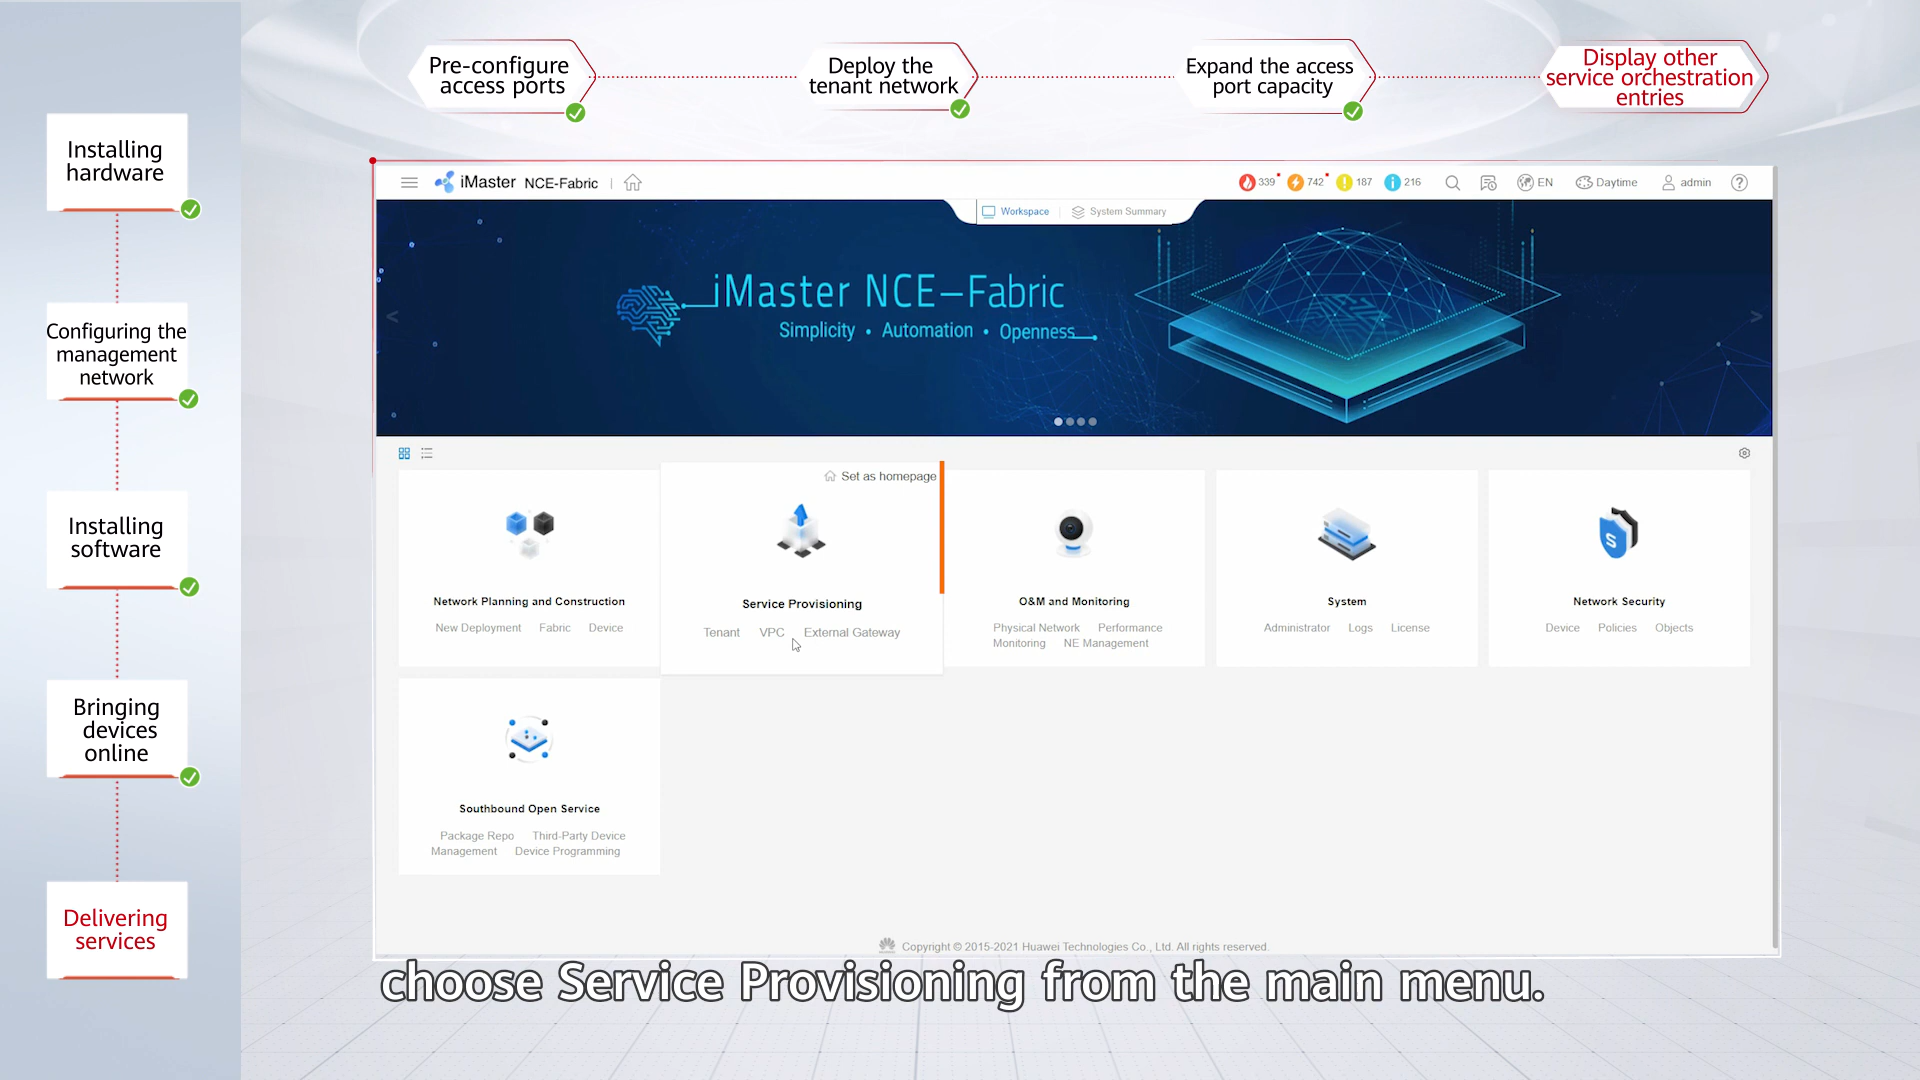 Pre-configure
access ports
Deploy the
tenant network
Expand the access
port capacity
Display other
service orchestration
entries
Installing
hardware
Configuring the
management
network
Installing
software
Bringing
devices
online
Delivering
services
iMaster NCE-Fabric
339
742
187
216
EN
Daytime
admin
Workspace
System Summary
iMaster NCE-Fabric
Simplicity • Automation • Openness
Set as homepage
Network Planning and Construction
New Deployment Fabric Device
Service Provisioning
Tenant VPC External Gateway
O&M and Monitoring
Physical Network Performance
Monitoring NE Management
System
Administrator Logs License
S
Network Security
Device Policies Objects
Southbound Open Service
Package Repo Third-Party Device
Management Device Programming
Copyright © 2015-2021 Huawei Technologies Co., Ltd. All rights reserved.
choose Service Provisioning from the main menu.